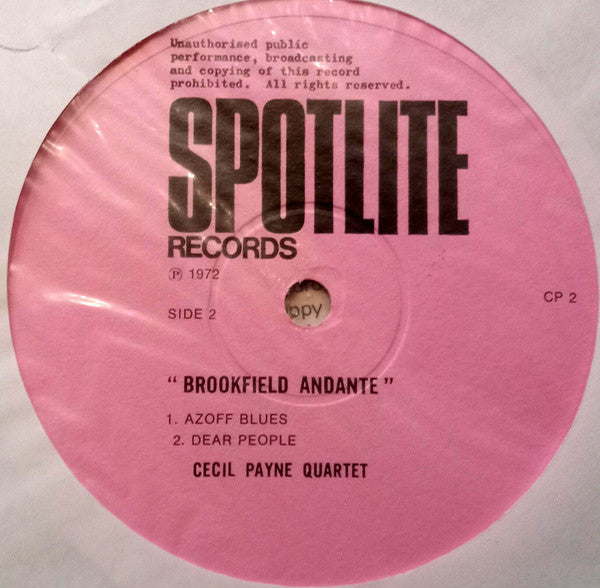 Unauthorised public
performance, broadcasting
and copying of this record
prohibited. All rights reserved.
SPOTLITE
RECORDS
℗ 1972
SIDE 2
CP 2
opy
"BROOKFIELD ANDANTE"
1. AZOFF BLUES
2. DEAR PEOPLE
CECIL PAYNE QUARTET